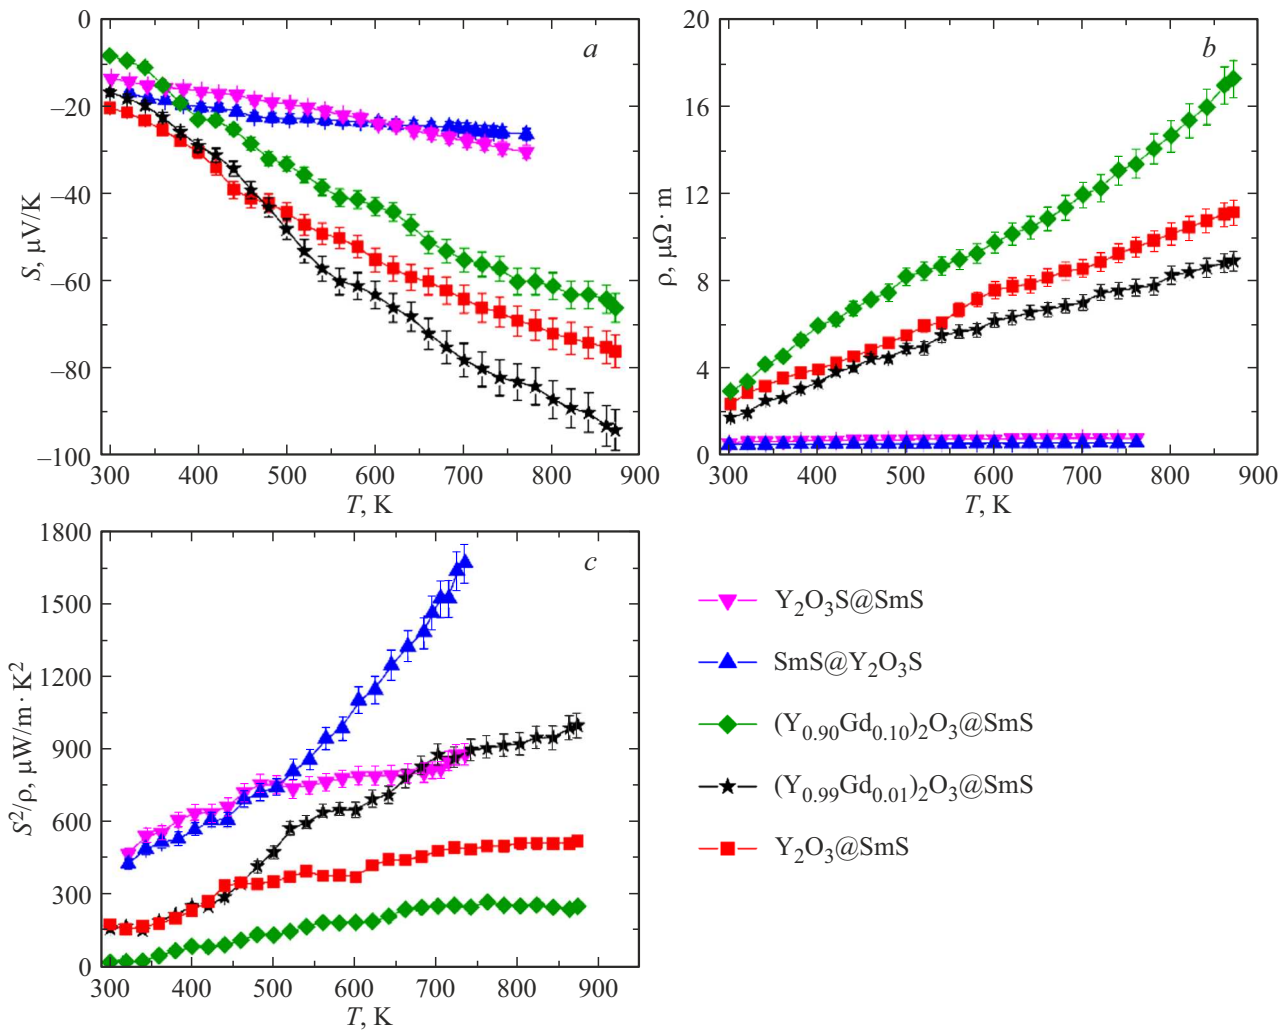 a
S, μV/K
0
−20
−40
−60
−80
−100
300 400 500 600 700 800 900
T, K
b
ρ, μΩ · m
20
16
12
8
4
0
300 400 500 600 700 800 900
T, K
c
S²/ρ, μW/m · K²
1800
1500
1200
900
600
300
0
300 400 500 600 700 800 900
T, K
Y₂O₃S@SmS
SmS@Y₂O₃S
(Y₀.₉₀Gd₀.₁₀)₂O₃@SmS
(Y₀.₉₉Gd₀.₀₁)₂O₃@SmS
Y₂O₃@SmS